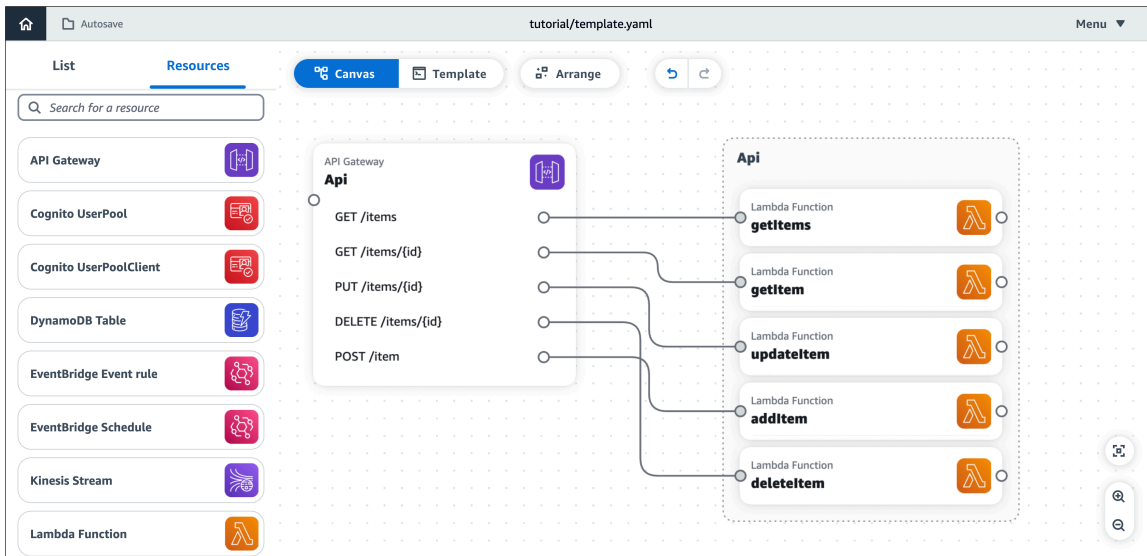 Autosave
tutorial/template.yaml
Menu
List
Resources
Canvas
Template
Arrange
Search for a resource
API Gateway
Cognito UserPool
Cognito UserPoolClient
DynamoDB Table
EventBridge Event rule
EventBridge Schedule
Kinesis Stream
Lambda Function
API Gateway
Api
GET /items
GET /items/{id}
PUT /items/{id}
DELETE /items/{id}
POST /item
Api
Lambda Function
getItems
Lambda Function
getItem
Lambda Function
updateItem
Lambda Function
addItem
Lambda Function
deleteItem